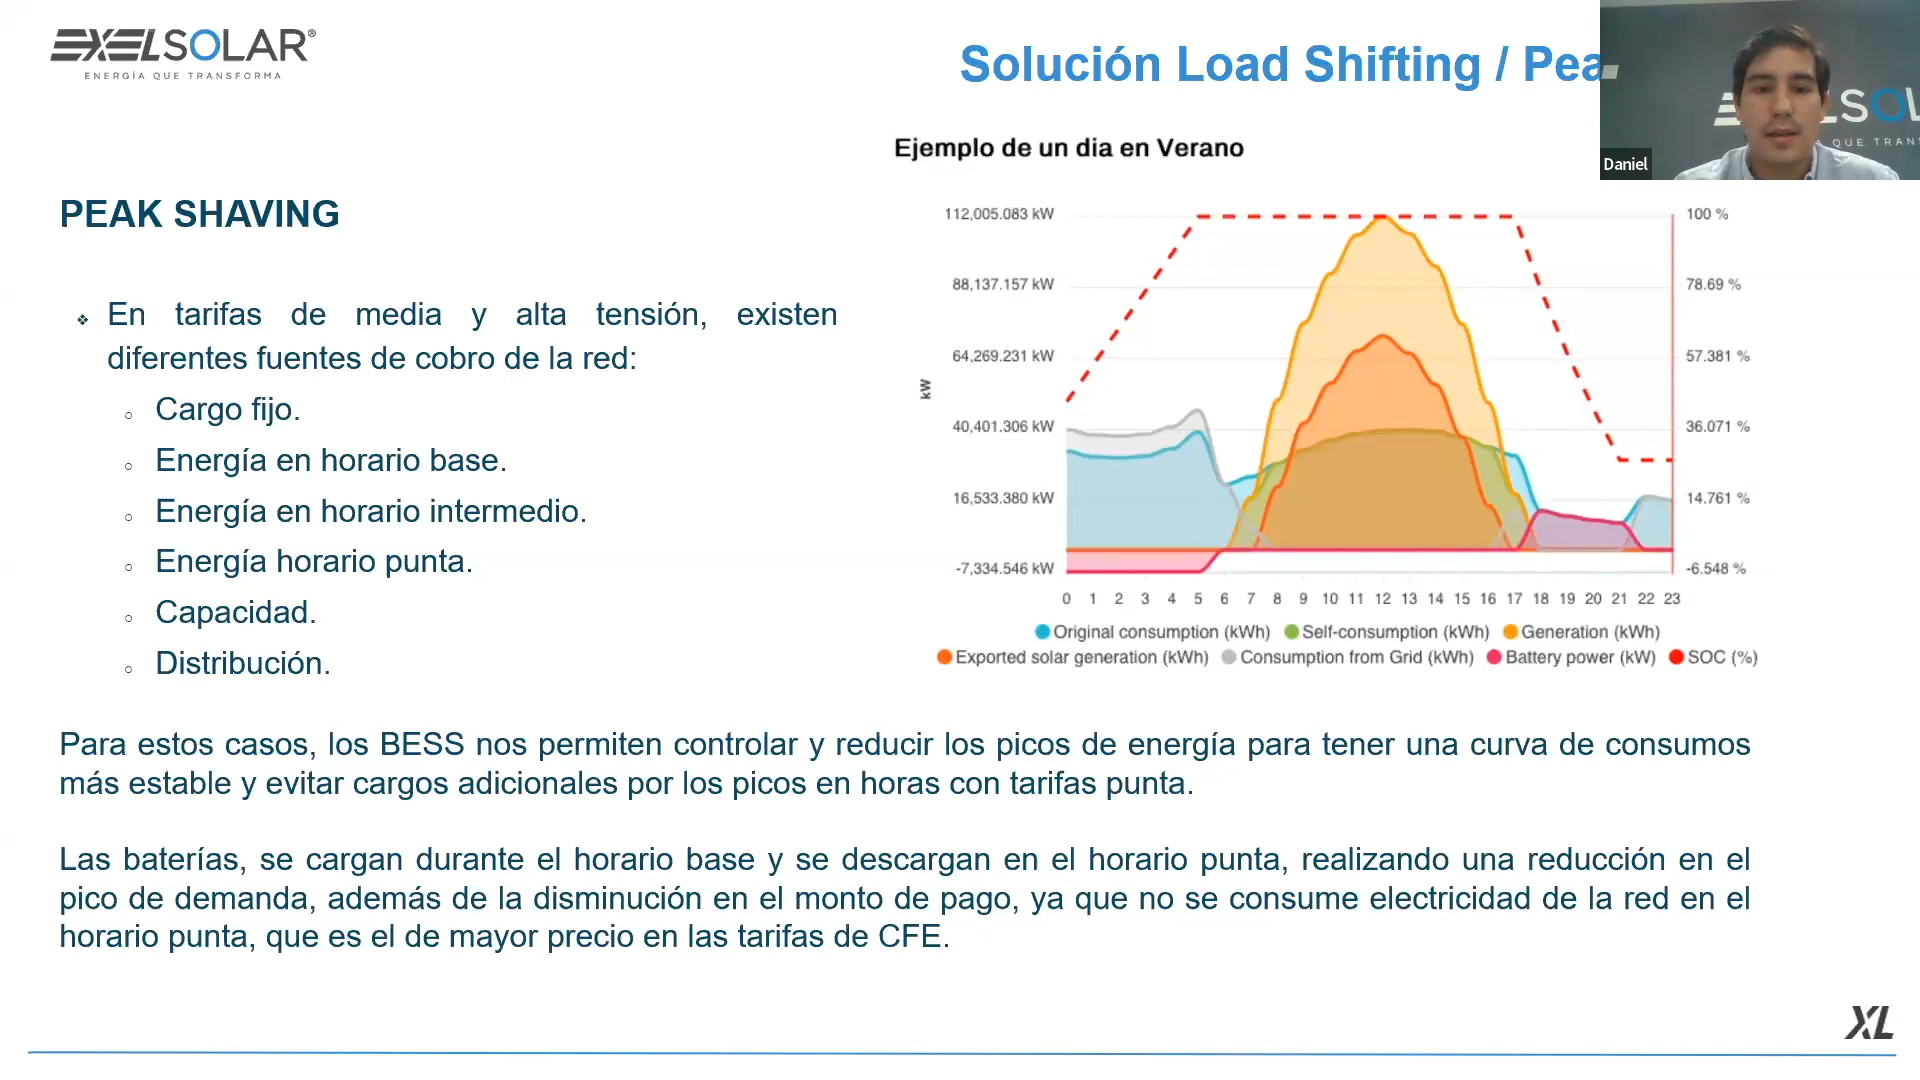 EXELSOLAR®
ENERGÍA QUE TRANSFORMA
Solución Load Shifting / Pea
Daniel
Ejemplo de un dia en Verano
PEAK SHAVING
❖ En tarifas de media y alta tensión, existen
diferentes fuentes de cobro de la red:
○ Cargo fijo.
○ Energía en horario base.
○ Energía en horario intermedio.
○ Energía horario punta.
○ Capacidad.
○ Distribución.
112,005.083 kW 100 %
88,137.157 kW 78.69 %
64,269.231 kW 57.381 %
kW
40,401.306 kW 36.071 %
16,533.380 kW 14.761 %
-7,334.546 kW -6.548 %
0 1 2 3 4 5 6 7 8 9 10 11 12 13 14 15 16 17 18 19 20 21 22 23
Original consumption (kWh) Self-consumption (kWh) Generation (kWh)
Exported solar generation (kWh) Consumption from Grid (kWh) Battery power (kW) SOC (%)
Para estos casos, los BESS nos permiten controlar y reducir los picos de energía para tener una curva de consumos
más estable y evitar cargos adicionales por los picos en horas con tarifas punta.
Las baterías, se cargan durante el horario base y se descargan en el horario punta, realizando una reducción en el
pico de demanda, además de la disminución en el monto de pago, ya que no se consume electricidad de la red en el
horario punta, que es el de mayor precio en las tarifas de CFE.
XL